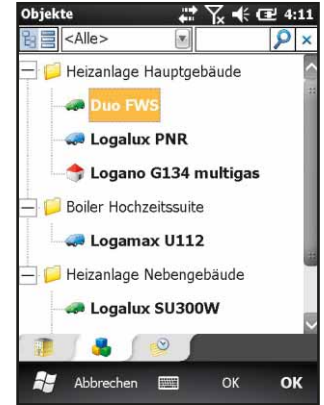 Objekte 4:11
<Alle>
Heizanlage Hauptgebäude
Duo FWS
Logalux PNR
Logano G134 multigas
Boiler Hochzeitssuite
Logamax U112
Heizanlage Nebengebäude
Logalux SU300W
Abbrechen OK OK